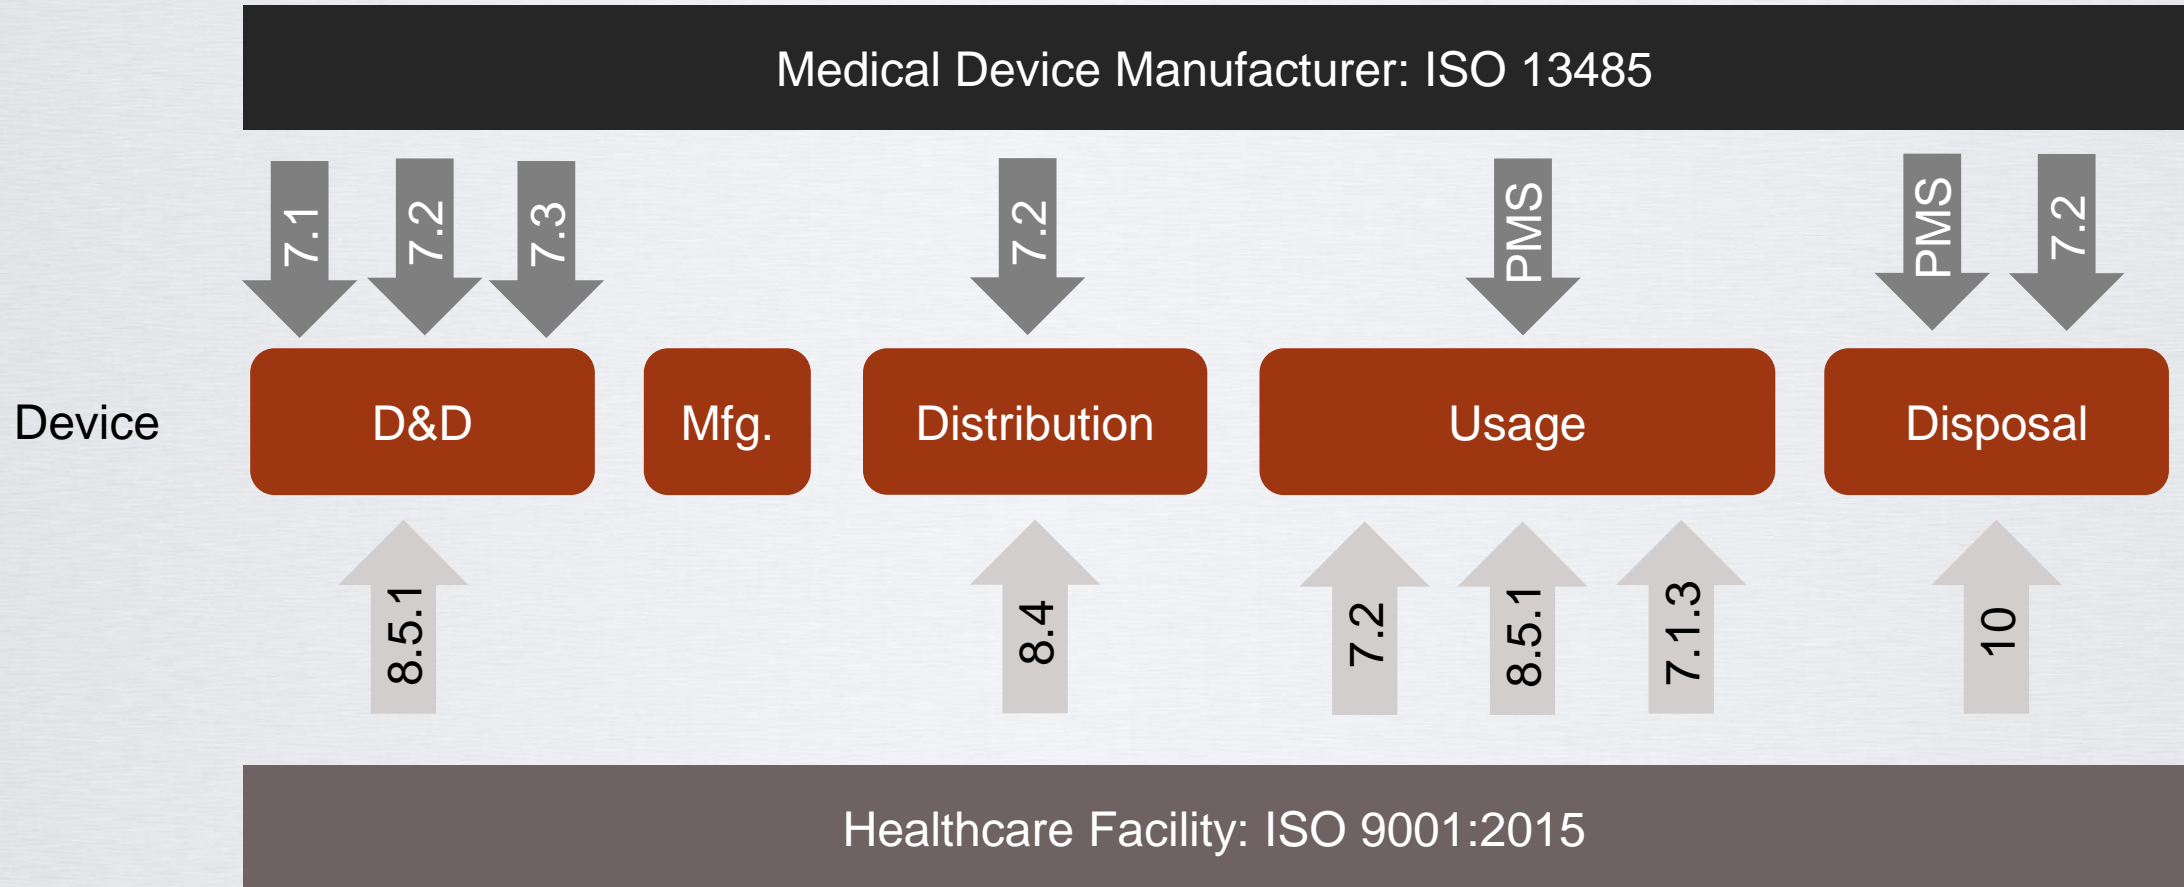 Medical Device Manufacturer: ISO 13485
7.1
7.2
7.3
7.2
PMS
PMS
7.2
Device
D&D
Mfg.
Distribution
Usage
Disposal
8.5.1
8.4
7.2
8.5.1
7.1.3
10
Healthcare Facility: ISO 9001:2015